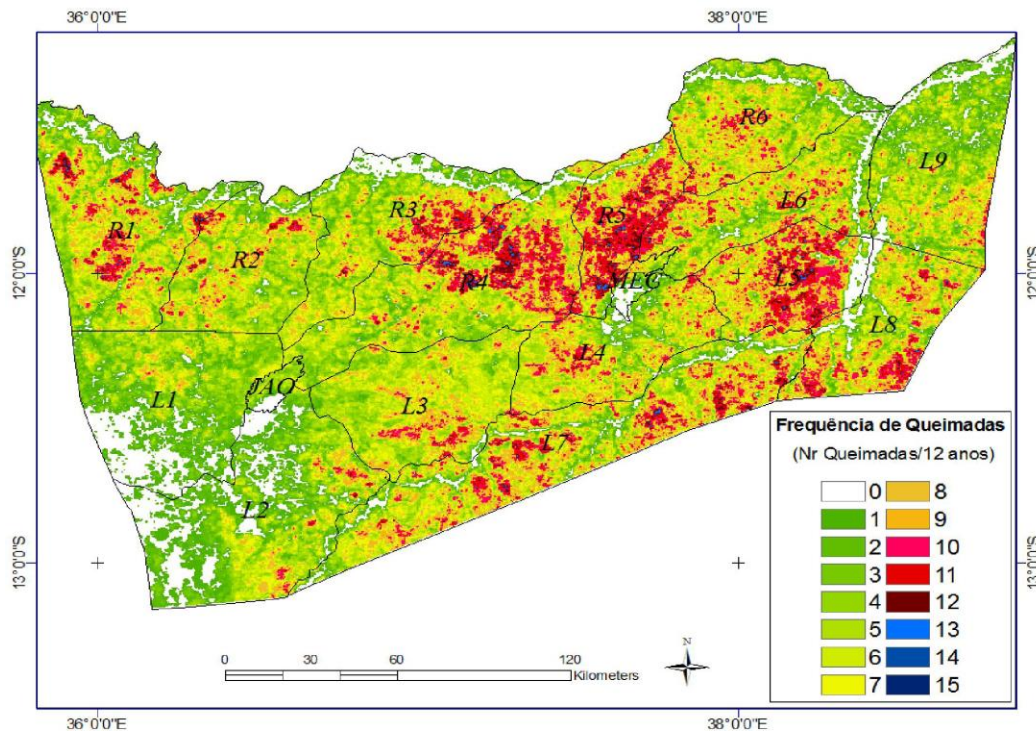 36°0'0"E 38°0'0"E
R6
L9
R3
R5
L6
R1
R2
12°0'0"S 12°0'0"S
R4
MEC
L5
L8
L4
JAO
L1
L3
Frequência de Queimadas
(Nr Queimadas/12 anos)
L7
0 8
1 9
L2
2 10
3 11
13°0'0"S 13°0'0"S
4 12
5 13
6 14
7 15
N
0 30 60 120
Kilometers
36°0'0"E 38°0'0"E